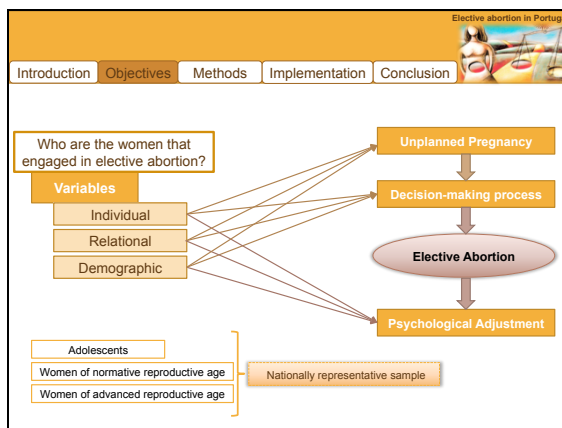 Elective abortion in Portug
Introduction
Objectives
Methods
Implementation
Conclusion
Who are the women that
engaged in elective abortion?
Variables
Individual
Relational
Demographic
Unplanned Pregnancy
Decision-making process
Elective Abortion
Psychological Adjustment
Adolescents
Women of normative reproductive age
Women of advanced reproductive age
Nationally representative sample